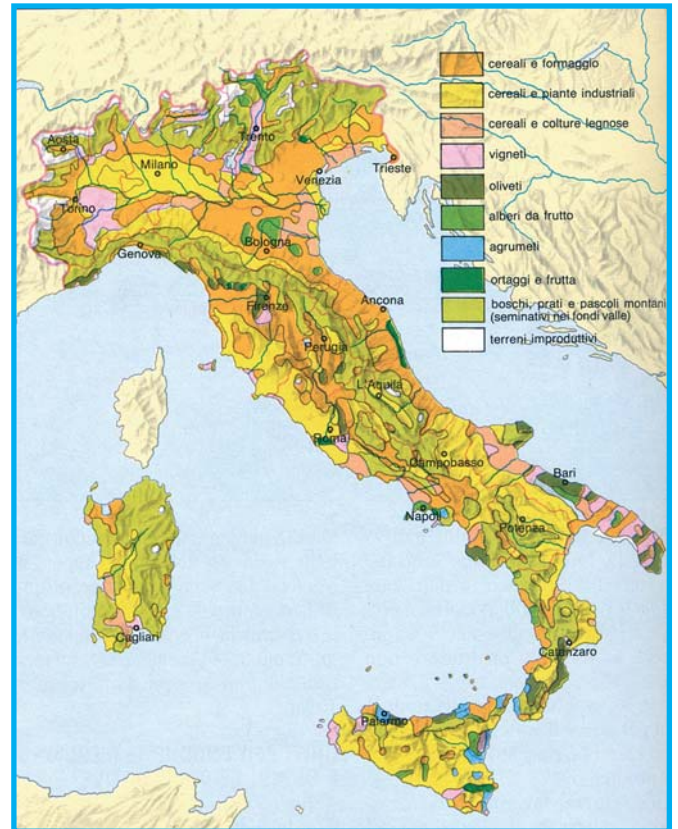 cereali e formaggio
cereali e piante industriali
cereali e colture legnose
vigneti
oliveti
alberi da frutto
agrumeti
ortaggi e frutta
boschi, prati e pascoli montani
(seminativi nei fondi valle)
terreni improduttivi
Aosta
Trento
Milano
Venezia
Trieste
Torino
Bologna
Genova
Firenze
Ancona
Perugia
L'Aquila
Roma
Campobasso
Bari
Napoli
Potenza
Cagliari
Catanzaro
Palermo